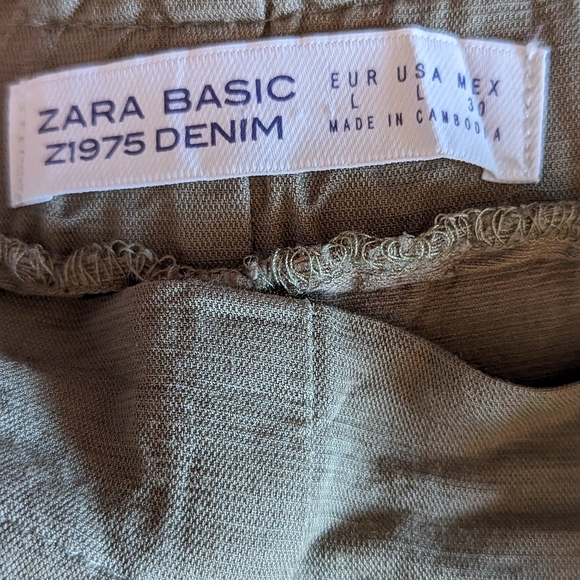 ZARA BASIC
Z1975 DENIM
EUR USA MEX
L L 30
MADE IN CAMBODIA